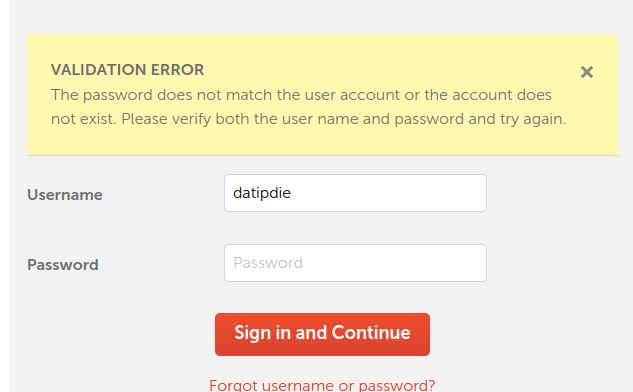 VALIDATION ERROR
The password does not match the user account or the account does
not exist. Please verify both the user name and password and try again.
Username
datipdie
Password
Password
Sign in and Continue
Forgot username or password?